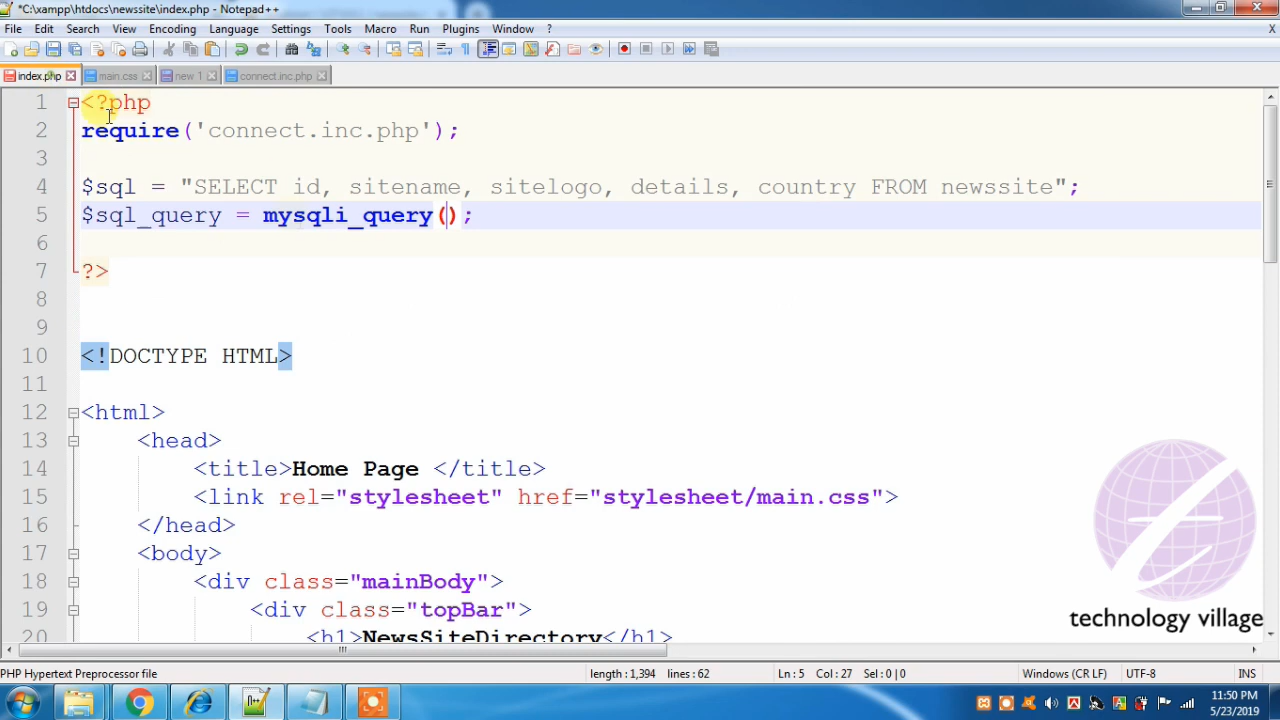 *C:\xampp\htdocs\newssite\index.php - Notepad++
File Edit Search View Encoding Language Settings Tools Macro Run Plugins Window ? X
index.php main.css new 1 connect.inc.php
1 <?php
2 require('connect.inc.php');
3
4 $sql = "SELECT id, sitename, sitelogo, details, country FROM newssite";
5 $sql_query = mysqli_query();
6
7 ?>
8
9
10 <!DOCTYPE HTML>
11
12 <html>
13 <head>
14 <title>Home Page </title>
15 <link rel="stylesheet" href="stylesheet/main.css">
16 </head>
17 <body>
18 <div class="mainBody">
19 <div class="topBar">
20 <h1>NewsSiteDirectory</h1>
technology village
PHP Hypertext Preprocessor file length : 1,394 lines : 62 Ln : 5 Col : 27 Sel : 0 | 0 Windows (CR LF) UTF-8 INS
11:50 PM
5/23/2019